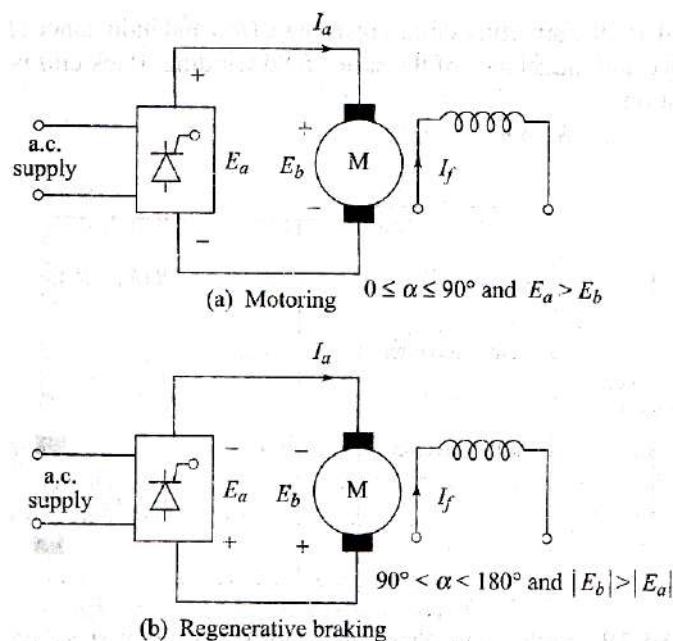 I_a
+
a.c.
supply
E_a
+
E_b
M
I_f
−
−
(a) Motoring
0 ≤ α ≤ 90° and E_a > E_b
I_a
−
−
a.c.
supply
E_a
E_b
M
I_f
+
+
90° < α < 180° and |E_b| > |E_a|
(b) Regenerative braking